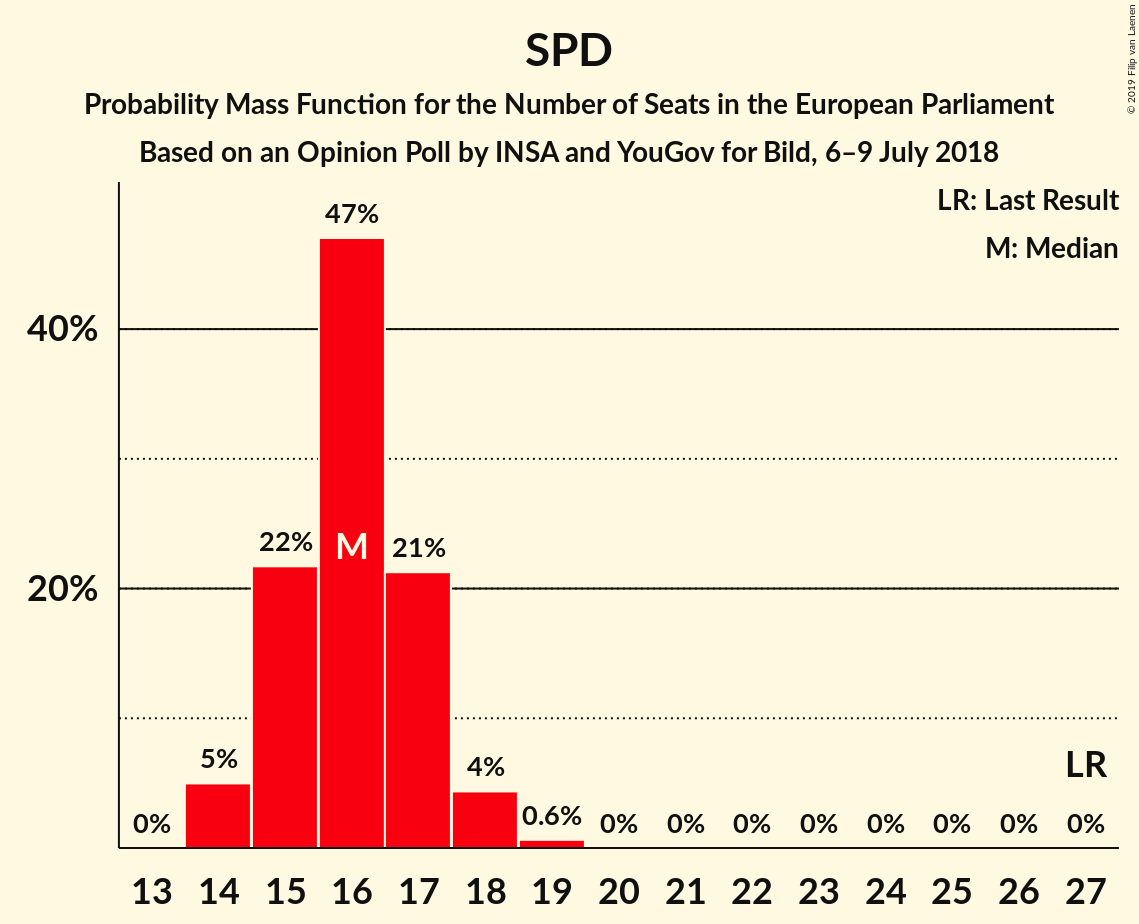 SPD
Probability Mass Function for the Number of Seats in the European Parliament
Based on an Opinion Poll by INSA and YouGov for Bild, 6–9 July 2018
© 2019 Filip van Laenen
LR: Last Result
M: Median
47%
40%
22%
M
21%
20%
5%
4%
LR
0%
0.6%
0%
0%
0%
0%
0%
0%
0%
0%
13 14 15 16 17 18 19 20 21 22 23 24 25 26 27